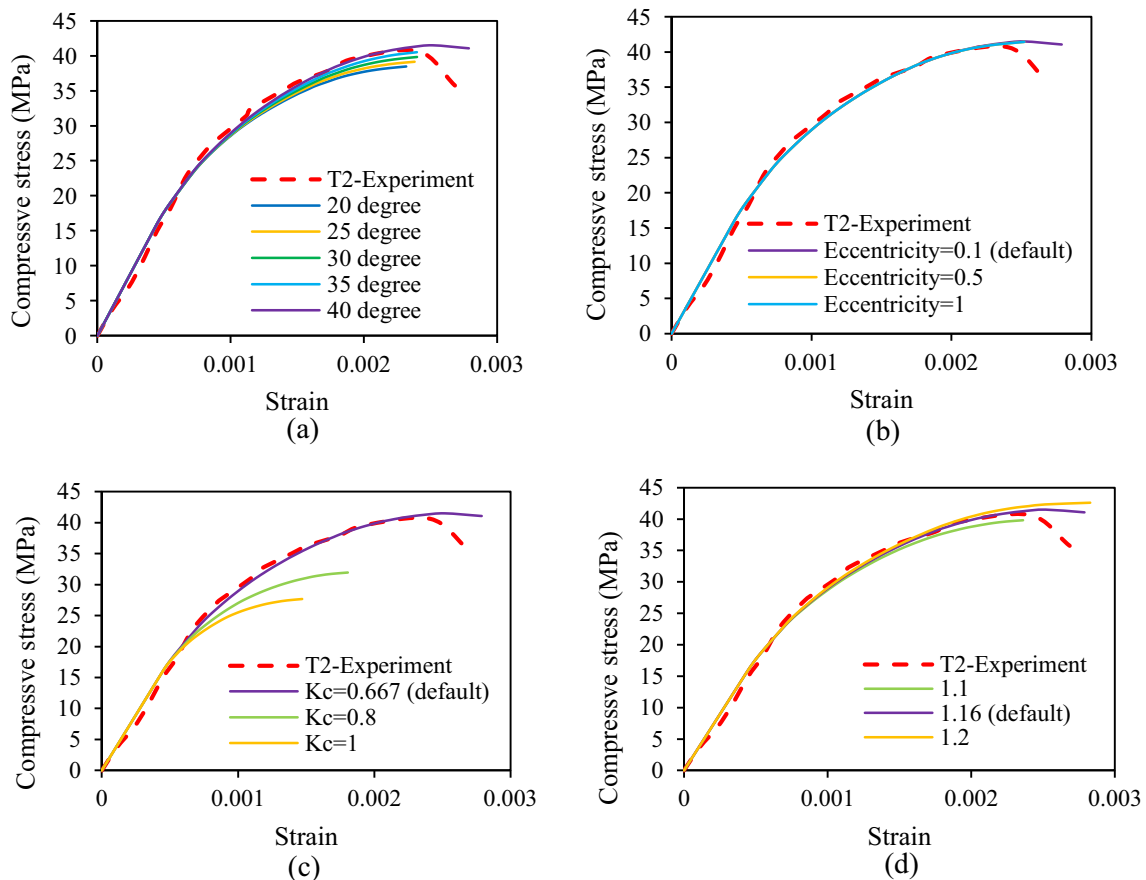 Compressve stress (MPa)
45
40
35
30
25
20
15
10
5
0
T2-Experiment
20 degree
25 degree
30 degree
35 degree
40 degree
0 0.001 0.002 0.003
Strain
(a)
Compressve stress (MPa)
45
40
35
30
25
20
15
10
5
0
T2-Experiment
Eccentricity=0.1 (default)
Eccentricity=0.5
Eccentricity=1
0 0.001 0.002 0.003
Strain
(b)
Compressve stress (MPa)
45
40
35
30
25
20
15
10
5
0
T2-Experiment
Kc=0.667 (default)
Kc=0.8
Kc=1
0 0.001 0.002 0.003
Strain
(c)
Compressve stress (MPa)
45
40
35
30
25
20
15
10
5
0
T2-Experiment
1.1
1.16 (default)
1.2
0 0.001 0.002 0.003
Strain
(d)